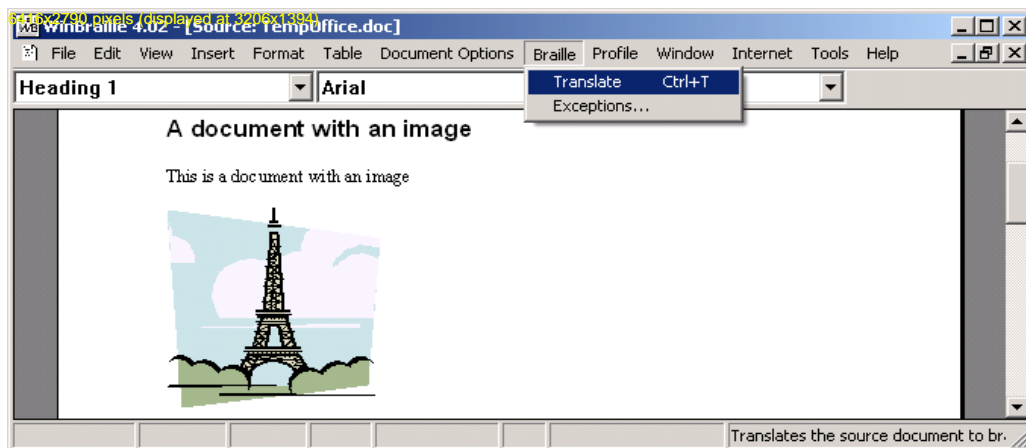 6416x2790 pixels (displayed at 3206x1394)
WinBraille 4.02 - [Source: TempOffice.doc]
File Edit View Insert Format Table Document Options Braille Profile Window Internet Tools Help
Heading 1 Arial
Translate Ctrl+T
Exceptions...
A document with an image
This is a document with an image
Translates the source document to br